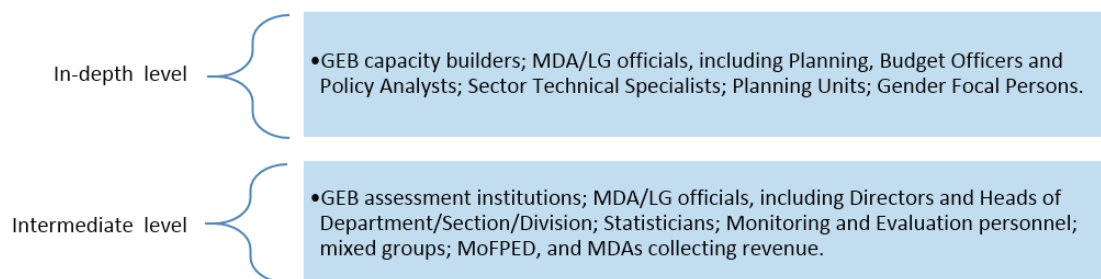 In-depth level
•GEB capacity builders; MDA/LG officials, including Planning, Budget Officers and
Policy Analysts; Sector Technical Specialists; Planning Units; Gender Focal Persons.
Intermediate level
•GEB assessment institutions; MDA/LG officials, including Directors and Heads of
Department/Section/Division; Statisticians; Monitoring and Evaluation personnel;
mixed groups; MoFPED, and MDAs collecting revenue.